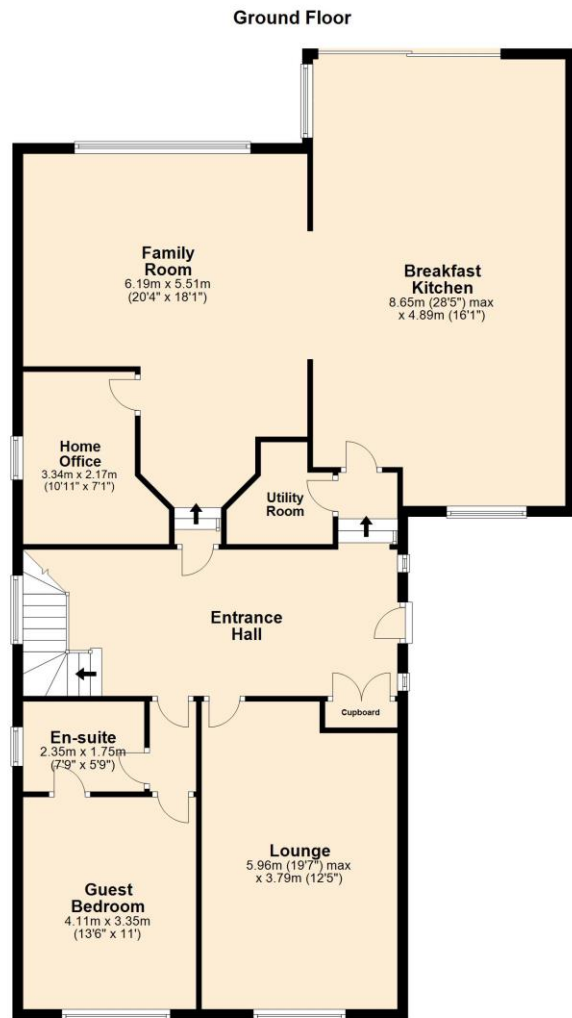 Ground Floor
Family
Room
6.19m x 5.51m
(20'4" x 18'1")
Breakfast
Kitchen
8.65m (28'5") max
x 4.89m (16'1")
Home
Office
3.34m x 2.17m
(10'11" x 7'1")
Utility
Room
Entrance
Hall
Cupboard
En-suite
2.35m x 1.75m
(7'9" x 5'9")
Lounge
5.96m (19'7") max
x 3.79m (12'5")
Guest
Bedroom
4.11m x 3.35m
(13'6" x 11')